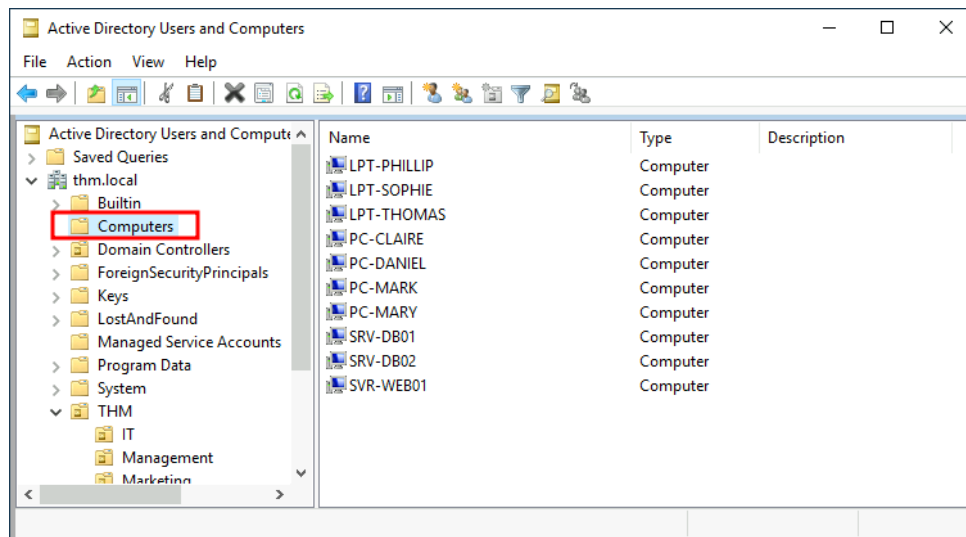 Active Directory Users and Computers
File Action View Help
Active Directory Users and Compute
Saved Queries
thm.local
Builtin
Computers
Domain Controllers
ForeignSecurityPrincipals
Keys
LostAndFound
Managed Service Accounts
Program Data
System
THM
IT
Management
Marketing
Name Type Description
LPT-PHILLIP Computer
LPT-SOPHIE Computer
LPT-THOMAS Computer
PC-CLAIRE Computer
PC-DANIEL Computer
PC-MARK Computer
PC-MARY Computer
SRV-DB01 Computer
SRV-DB02 Computer
SVR-WEB01 Computer